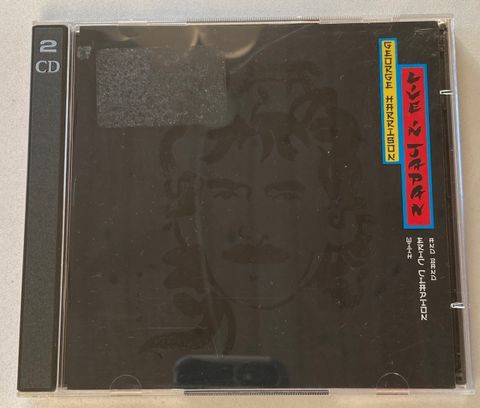 2
CD
GEORGE HARRISON
LIVE IN JAPAN
WITH
ERIC CLAPTON
AND BAND